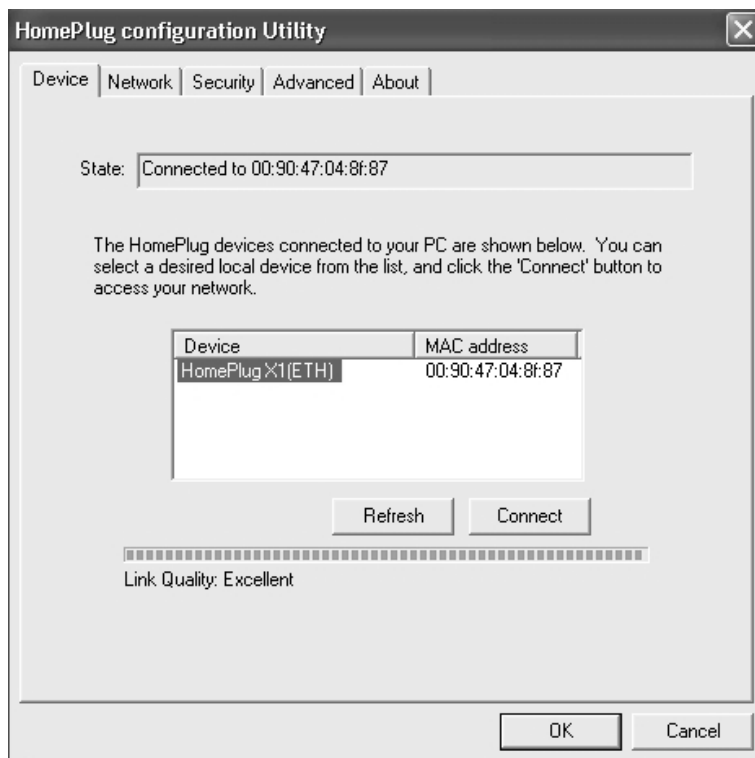 HomePlug configuration Utility
Device Network Security Advanced About
State: Connected to 00:90:47:04:8f:87
The HomePlug devices connected to your PC are shown below. You can
select a desired local device from the list, and click the 'Connect' button to
access your network.
Device MAC address
HomePlug X1(ETH) 00:90:47:04:8f:87
Refresh Connect
Link Quality: Excellent
OK Cancel